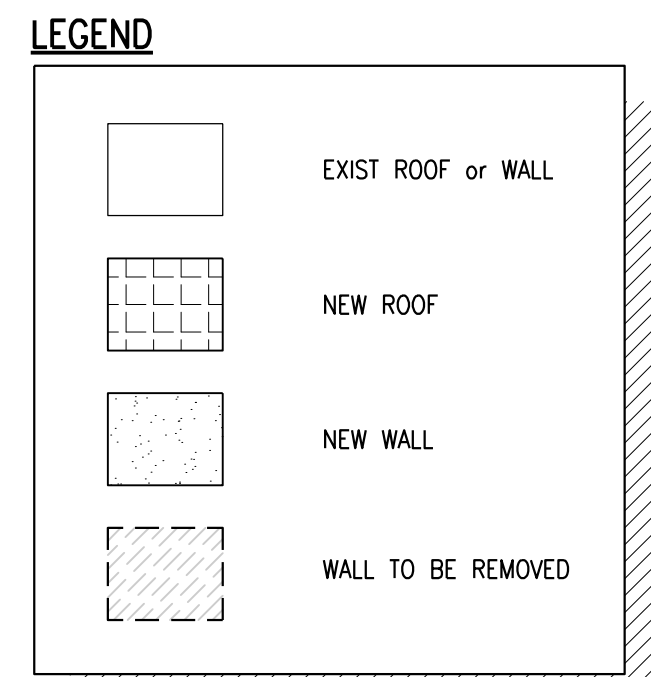 LEGEND
EXIST ROOF or WALL
NEW ROOF
NEW WALL
WALL TO BE REMOVED